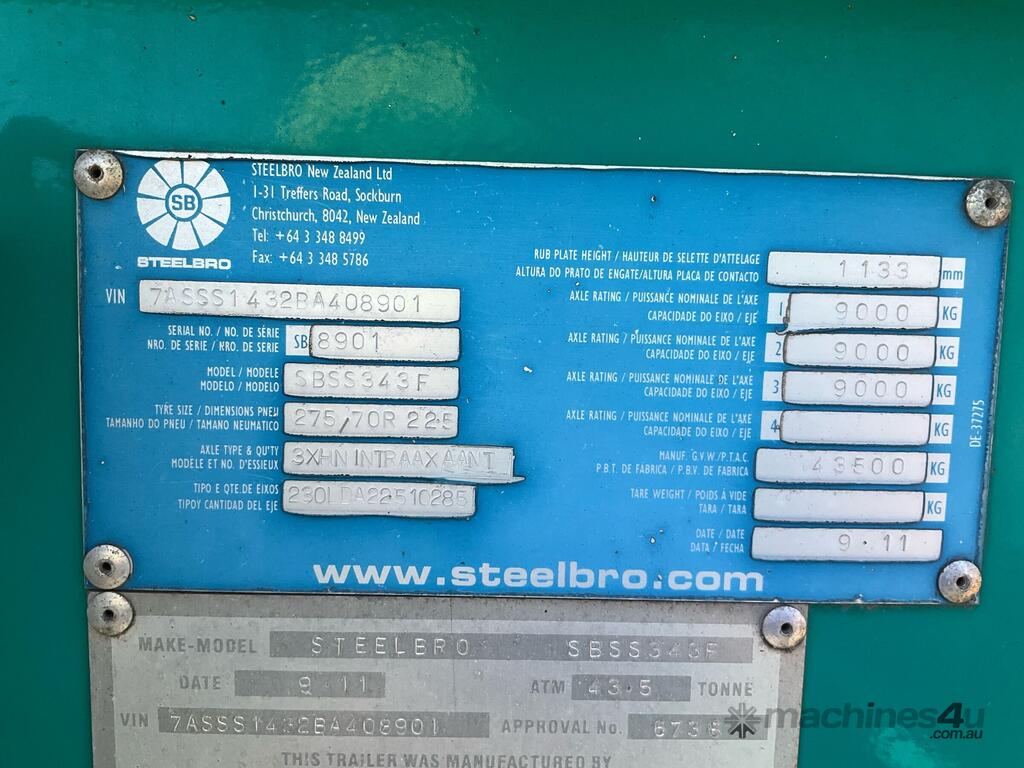 STEELBRO New Zealand Ltd
1-31 Treffers Road, Sockburn
Christchurch, 8042, New Zealand
Tel: +64 3 348 8499
Fax: +64 3 348 5786
SB
STEELBRO
VIN 7ASSS1432BA408901
SERIAL NO. / NO. DE SÉRIE
NRO. DE SERIE / NRO. DE SERIE SB 8901
MODEL / MODÈLE
MODELO / MODELO SBSS343F
TYRE SIZE / DIMENSIONS PNEU
TAMANHO DO PNEU / TAMANO NEUMATICO 275/70R 22.5
AXLE TYPE & QU'TY
MODÈLE ET NO. D'ESSIEUX 3XHN INTRAAX AANT
TIPO E QTE. DE EIXOS
TIPOY CANTIDAD DEL EJE 230LDA22510285
RUB PLATE HEIGHT / HAUTEUR DE SELETTE D'ATTELAGE
ALTURA DO PRATO DE ENGATE/ALTURA PLACA DE CONTACTO 1133 mm
AXLE RATING / PUISSANCE NOMINALE DE L'AXE
CAPACIDADE DO EIXO / EJE 1 9000 KG
AXLE RATING / PUISSANCE NOMINALE DE L'AXE
CAPACIDADE DO EIXO / EJE 2 9000 KG
AXLE RATING / PUISSANCE NOMINALE DE L'AXE
CAPACIDADE DO EIXO / EJE 3 9000 KG
AXLE RATING / PUISSANCE NOMINALE DE L'AXE
CAPACIDADE DO EIXO / EJE 4 KG
MANUF. G.V.W./P.T.A.C.
P.B.T. DE FABRICA / P.B.V. DE FABRICA 43500 KG
TARE WEIGHT / POIDS À VIDE
TARA / TARA KG
DATE / DATE
DATA / FECHA 9.11
DE-37275
www.steelbro.com
MAKE-MODEL STEELBRO SBSS343F
DATE 9 11 ATM 43.5 TONNE
VIN 7ASSS1432BA408901 APPROVAL No. 6736
THIS TRAILER WAS MANUFACTURED BY
machines4u
.com.au